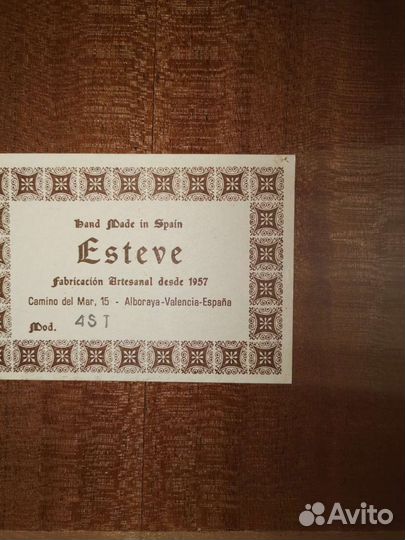 Hand Made in Spain
Esteve
Fabricación Artesanal desde 1957
Camino del Mar, 15 - Alboraya-Valencia-España
Mod. 4ST
Avito